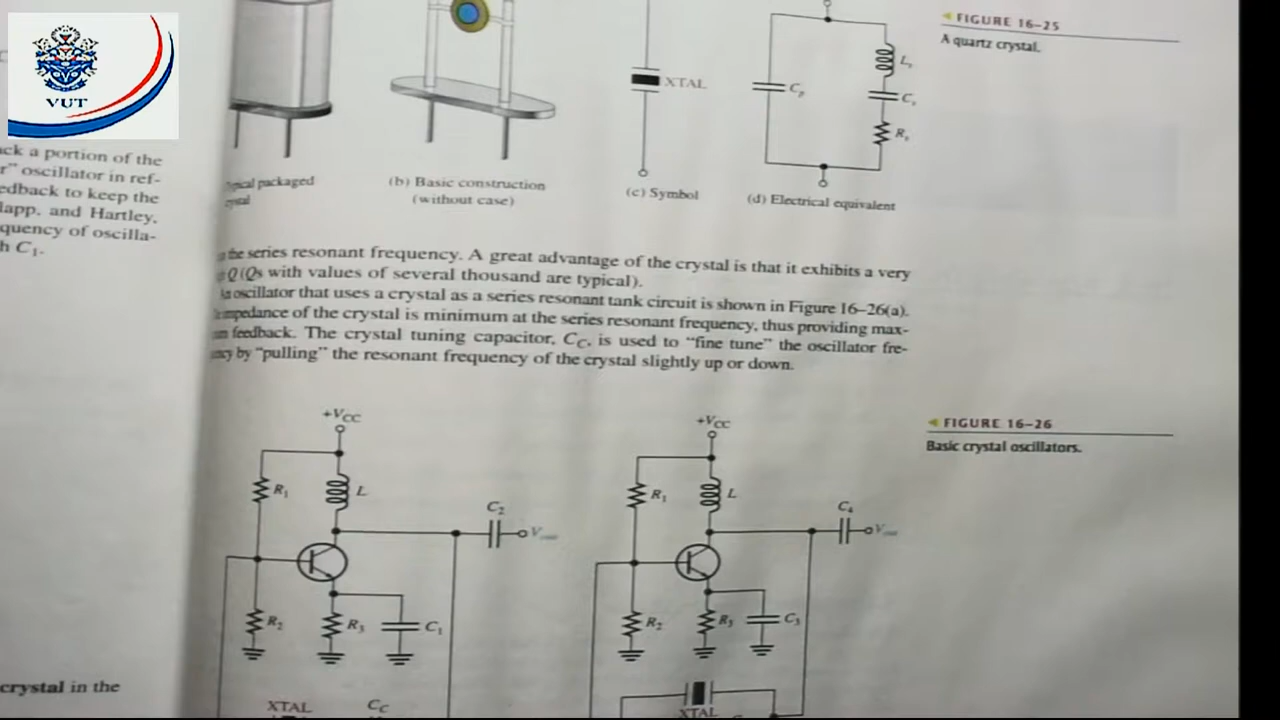 VUT
ck a portion of the
r" oscillator in ref-
edback to keep the
lapp, and Hartley,
quency of oscilla-
h C1.
crystal in the
packaged
(b) Basic construction
(without case)
XTAL
(c) Symbol
Cp
Ls
Cs
Rs
(d) Electrical equivalent
FIGURE 16–25
A quartz crystal.
the series resonant frequency. A great advantage of the crystal is that it exhibits a very
Q (Qs with values of several thousand are typical).
oscillator that uses a crystal as a series resonant tank circuit is shown in Figure 16–26(a).
impedance of the crystal is minimum at the series resonant frequency, thus providing max-
feedback. The crystal tuning capacitor, CC, is used to "fine tune" the oscillator fre-
by "pulling" the resonant frequency of the crystal slightly up or down.
FIGURE 16–26
Basic crystal oscillators.
+VCC
R1
L
C2
Vout
R2
R3
C1
XTAL
CC
+VCC
R1
L
C4
Vout
R2
R3
C3
XTAL